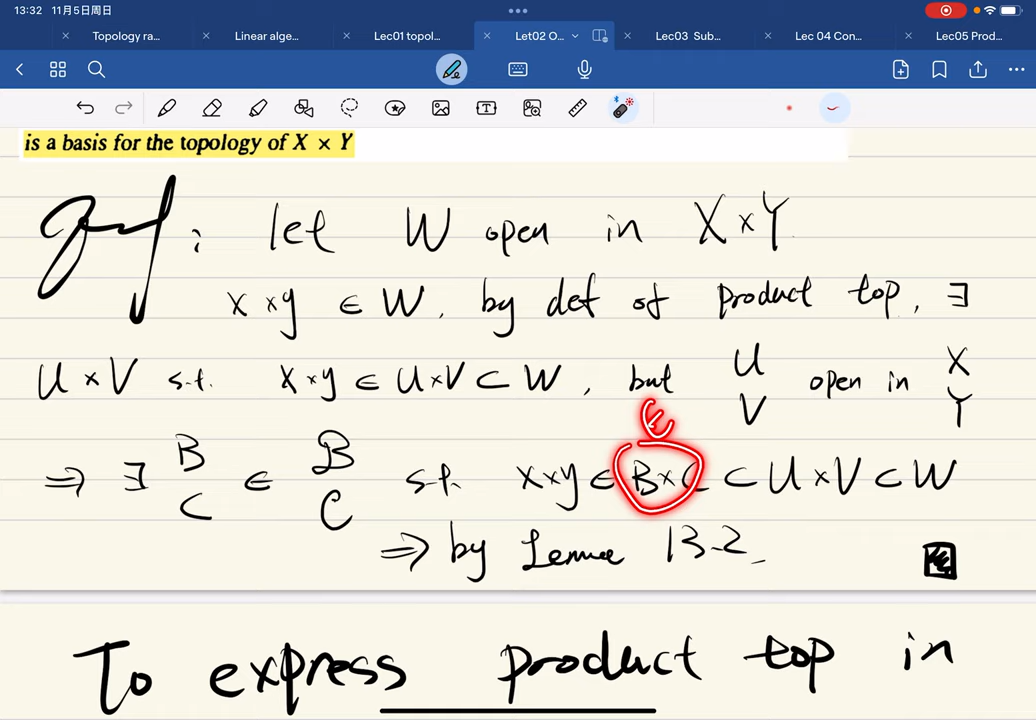 13:32 11月5日周日
Topology ra... Linear alge... Lec01 topol... Let02 O... Lec03 Sub... Lec 04 Con... Lec05 Prod...
is a basis for the topology of X × Y
proof: let W open in X×Y
x×y ∈ W, by def of product top, ∃
U×V s.t. x×y ∈ U×V ⊂ W, but U V open in X Y
⇒ ∃ B C ∈ B C s.t. x×y ∈ B×C ⊂ U×V ⊂ W
⇒ by Lemma 13.2
To express product top in